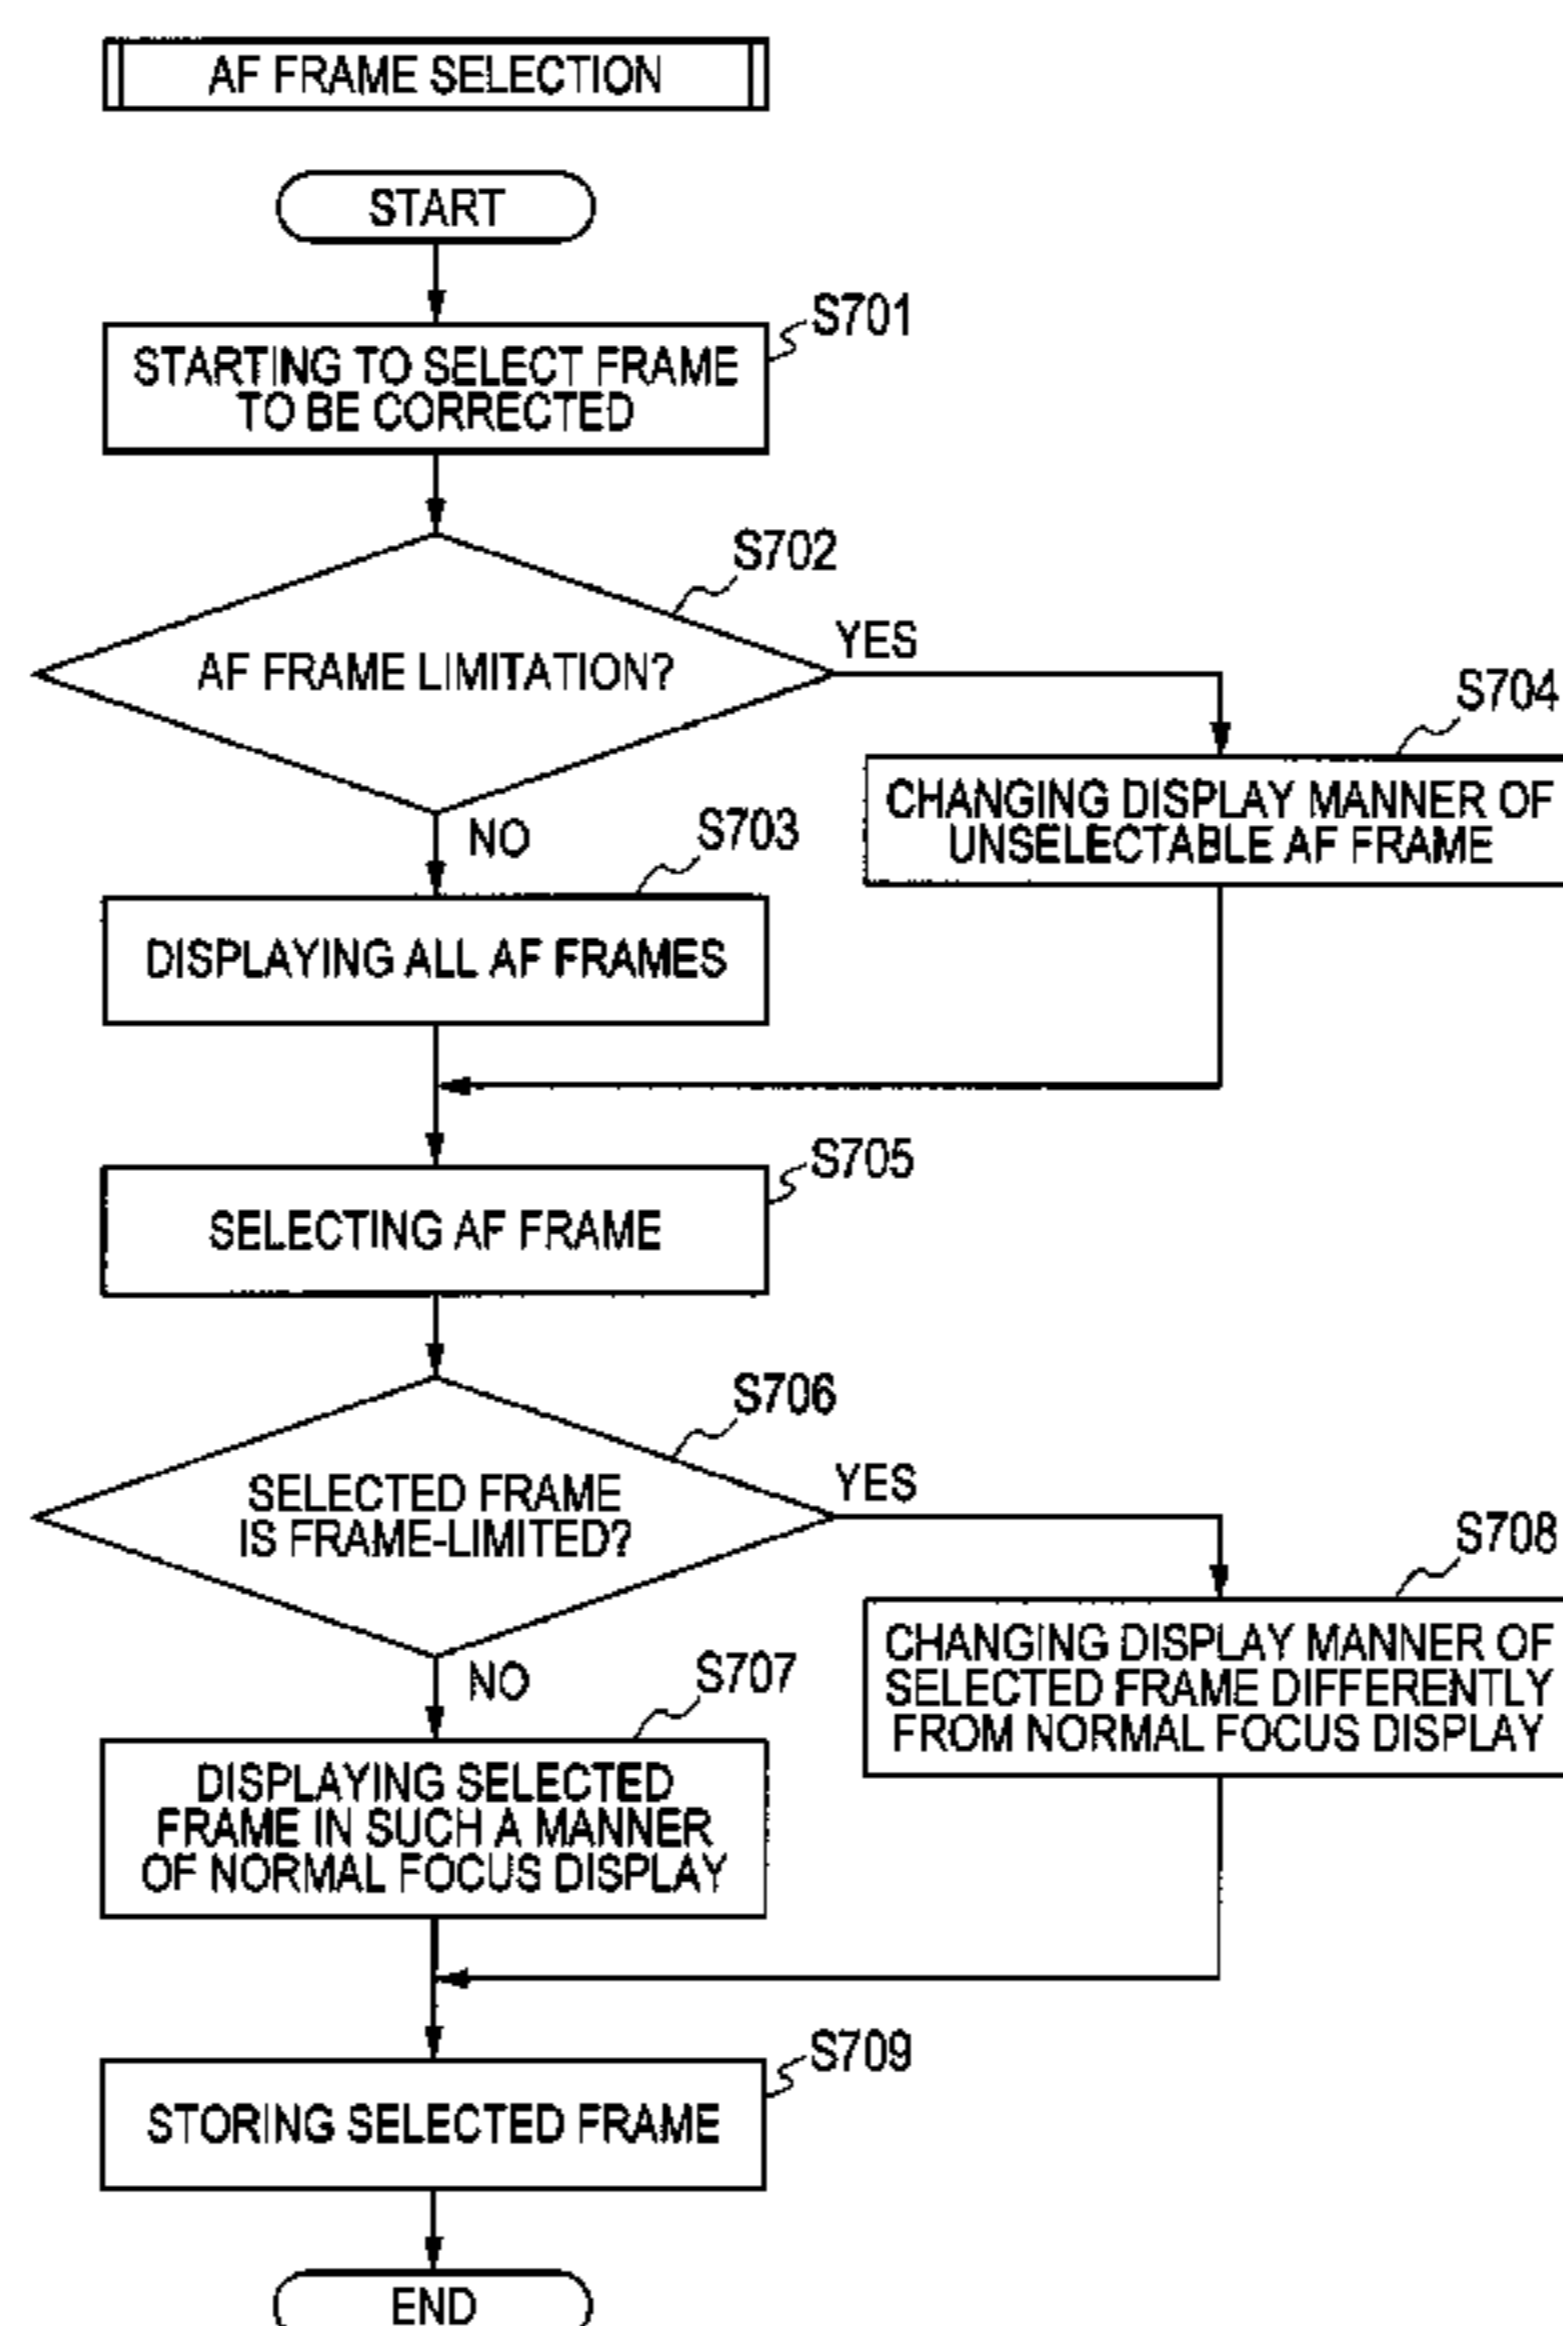 AF FRAME SELECTION
START
S701
STARTING TO SELECT FRAME
TO BE CORRECTED
S702
AF FRAME LIMITATION?
YES
NO
S704
CHANGING DISPLAY MANNER OF
UNSELECTABLE AF FRAME
S703
DISPLAYING ALL AF FRAMES
S705
SELECTING AF FRAME
S706
SELECTED FRAME
IS FRAME-LIMITED?
YES
NO
S708
CHANGING DISPLAY MANNER OF
SELECTED FRAME DIFFERENTLY
FROM NORMAL FOCUS DISPLAY
S707
DISPLAYING SELECTED
FRAME IN SUCH A MANNER
OF NORMAL FOCUS DISPLAY
S709
STORING SELECTED FRAME
END